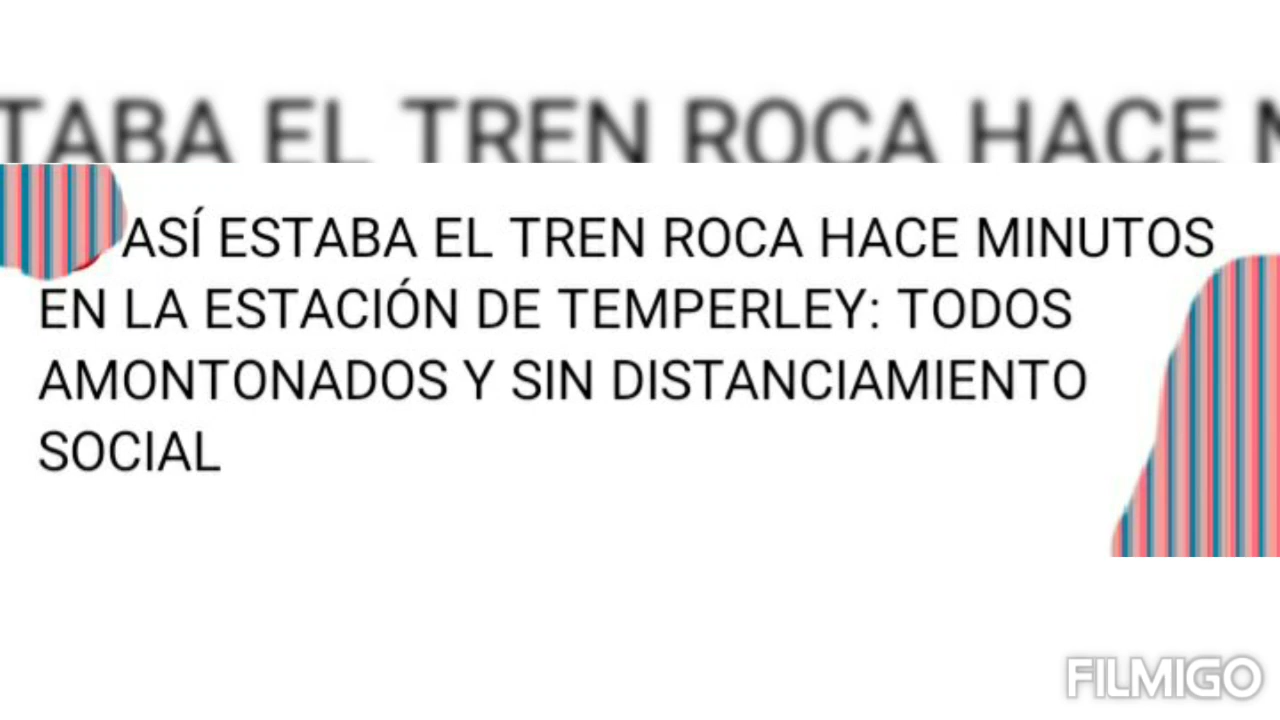 TABA EL TREN ROCA HACE
ASÍ ESTABA EL TREN ROCA HACE MINUTOS
EN LA ESTACIÓN DE TEMPERLEY: TODOS
AMONTONADOS Y SIN DISTANCIAMIENTO
SOCIAL
FILMIGO